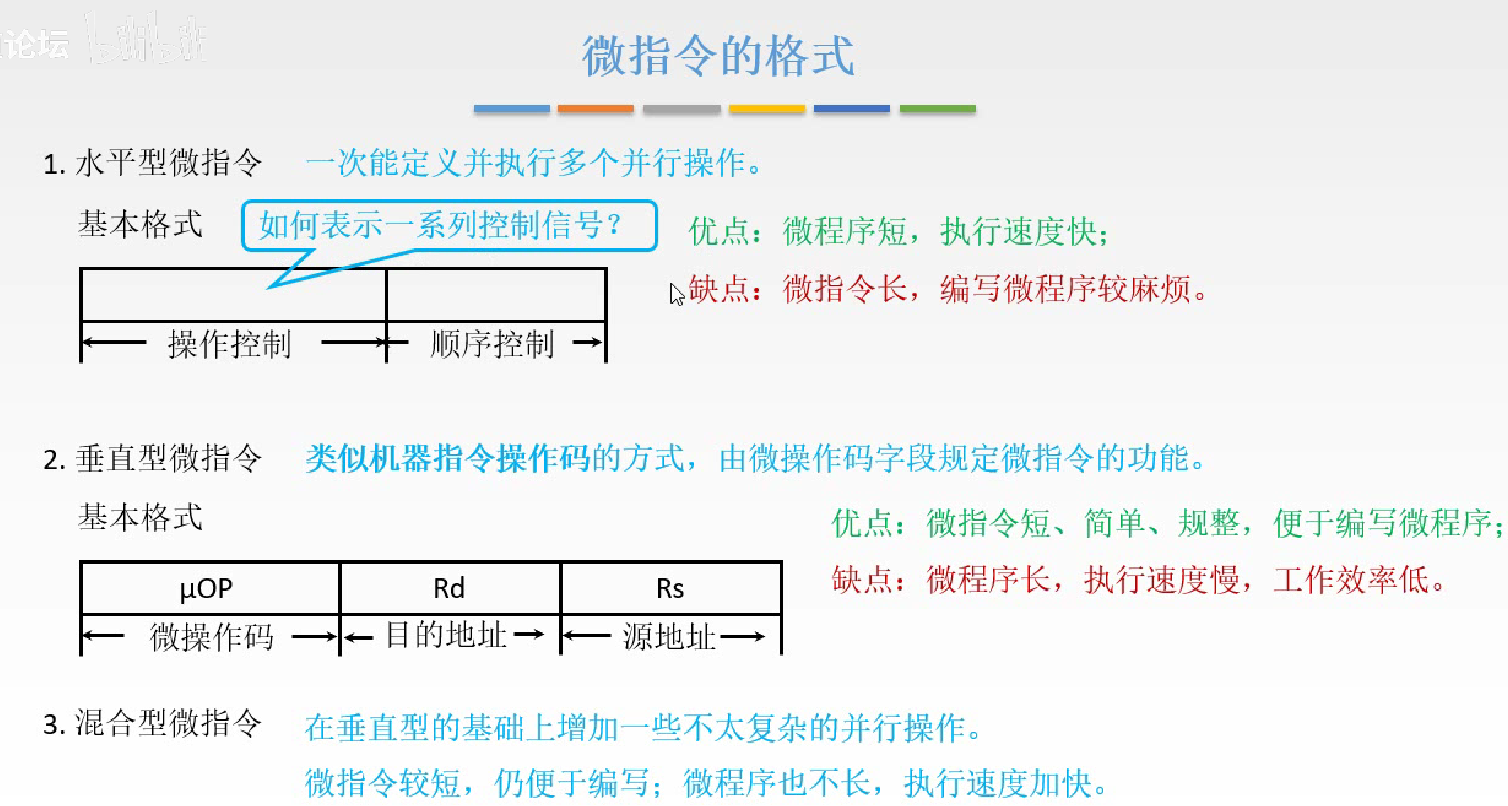 论坛 bilibili
微指令的格式
1. 水平型微指令 一次能定义并执行多个并行操作。
基本格式 如何表示一系列控制信号？ 优点：微程序短，执行速度快；
缺点：微指令长，编写微程序较麻烦。
操作控制 顺序控制
2. 垂直型微指令 类似机器指令操作码的方式，由微操作码字段规定微指令的功能。
基本格式
优点：微指令短、简单、规整，便于编写微程序；
μOP Rd Rs
缺点：微程序长，执行速度慢，工作效率低。
微操作码 目的地址 源地址
3. 混合型微指令 在垂直型的基础上增加一些不太复杂的并行操作。
微指令较短，仍便于编写；微程序也不长，执行速度加快。